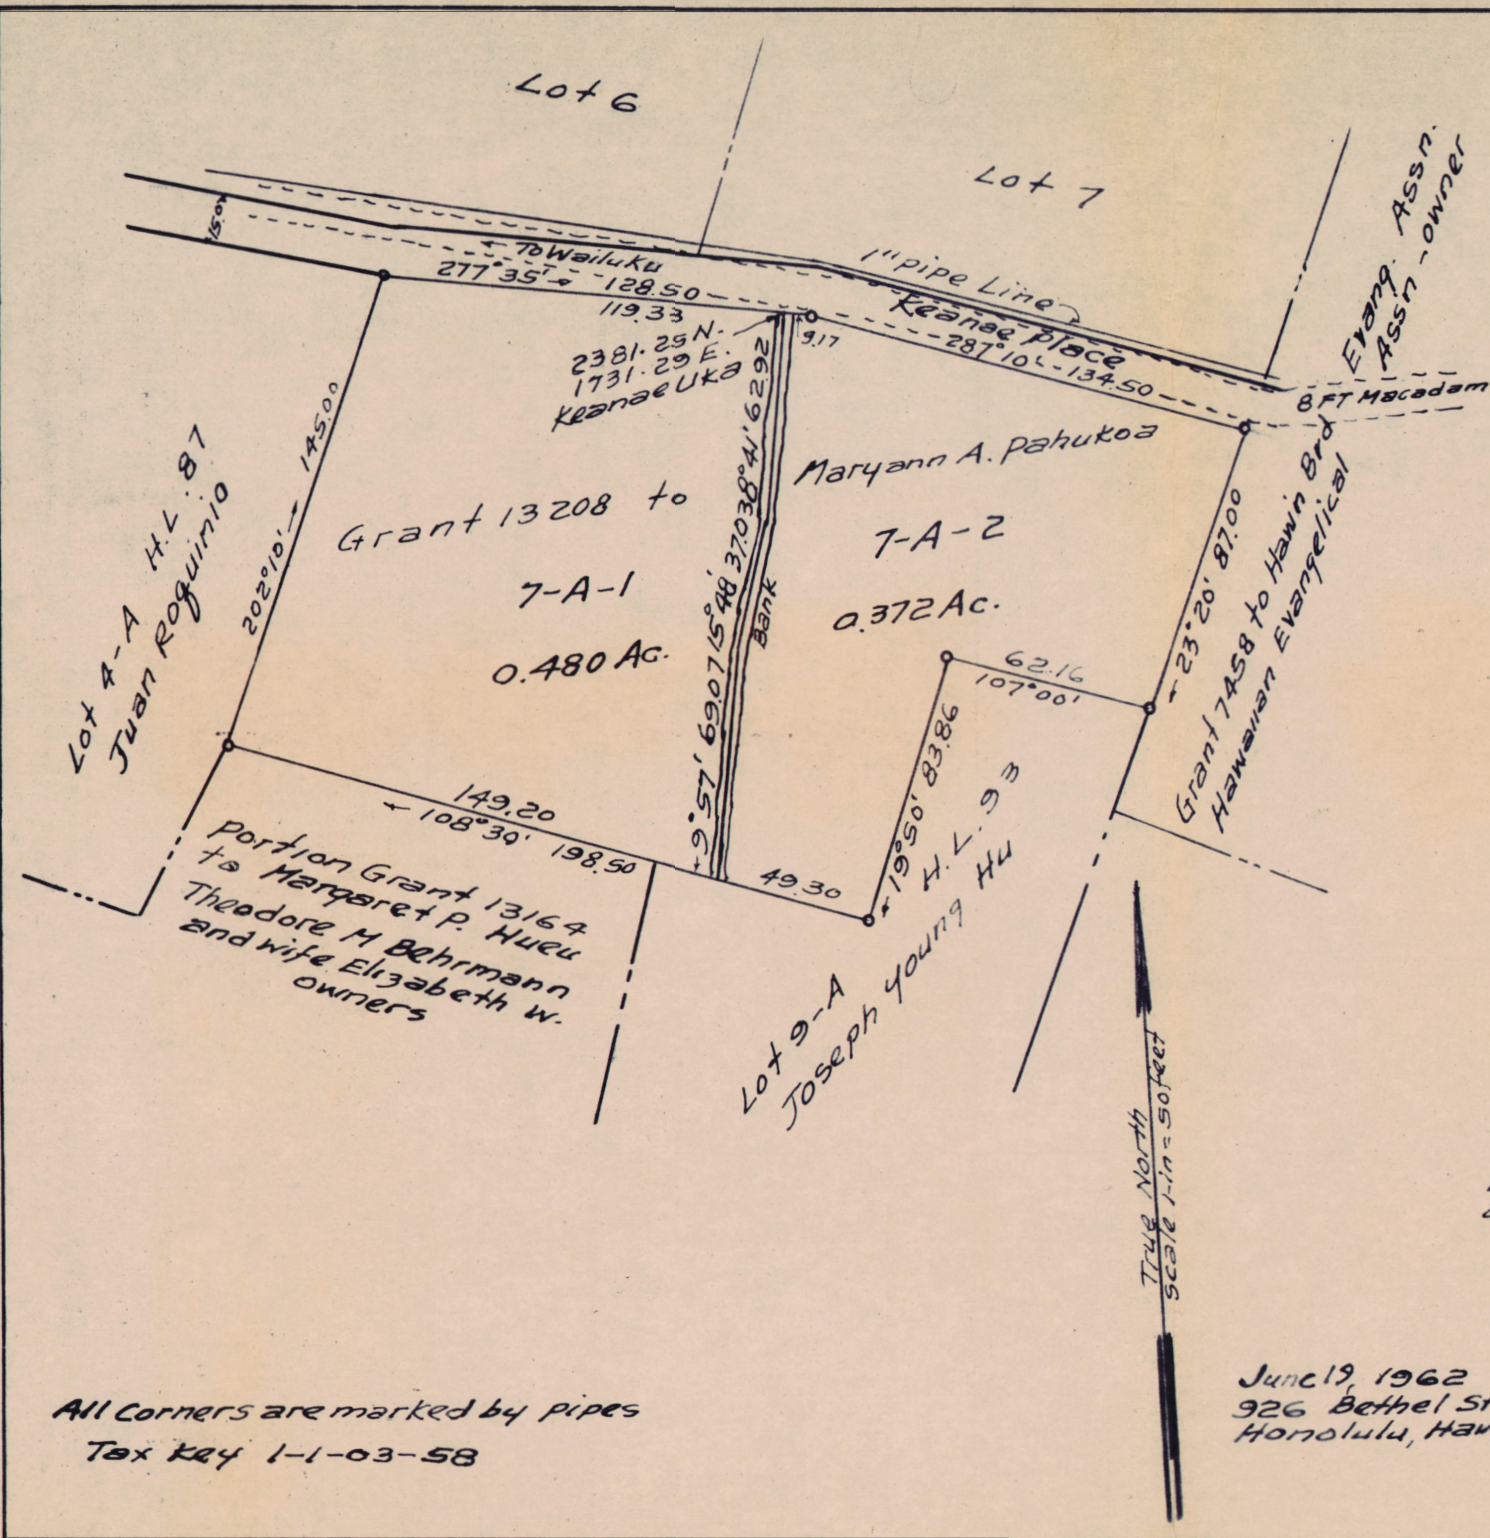 Lot 6
Lot 7
Evang. Assn.
Assn - owner
15.0
1" pipe Line
← To Wailuku
Keanae place
277°35' → 128.50
119.33
287°10' - 134.50
8 FT Macadam
2381.25 N.
1731.29 E.
Keanae Uka
9.17
8°41' 62.92
15°48' 37.03
9°57' 69.07
Bank
Lot 4-A H.L. 87
Juan Roquinio
202°10' → 145.00
Grant 13208 to
Maryann A. Pahukoa
7-A-1
0.480 Ac.
7-A-2
0.372 Ac.
← 23°20' 87.00
Grant 7458 to Hawn Brd
Hawaiian Evangelical
62.16
107°00'
← 19°50' 83.86
H.L. 93
149.20
← 108°30' 198.50
49.30
Portion Grant 13164
to Margaret P. Hueu
Theodore M Behrmann
and wife Elizabeth W.
owners
Lot 9-A
Joseph Young Hu
True North
scale 1-in = 50 feet
All Corners are marked by pipes
Tax Key 1-1-03-58
June 19, 1962
926 Bethel St
Honolulu, Haw